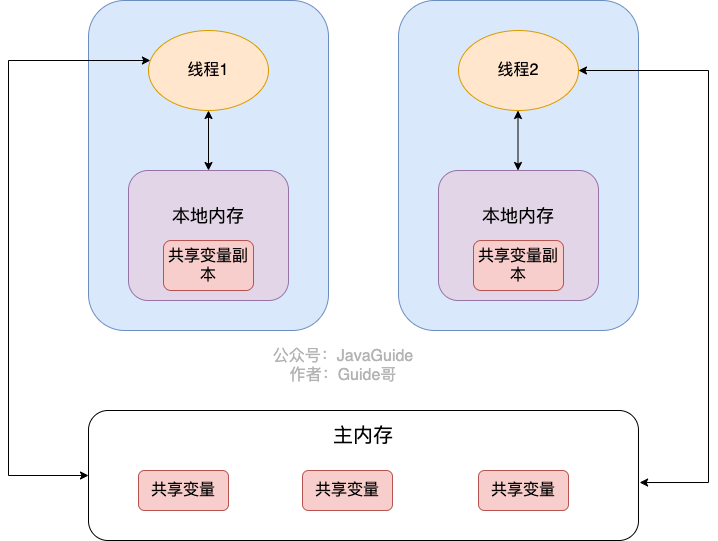 线程1
线程2
本地内存
本地内存
共享变量副
本
共享变量副
本
公众号：JavaGuide
作者：Guide哥
主内存
共享变量
共享变量
共享变量